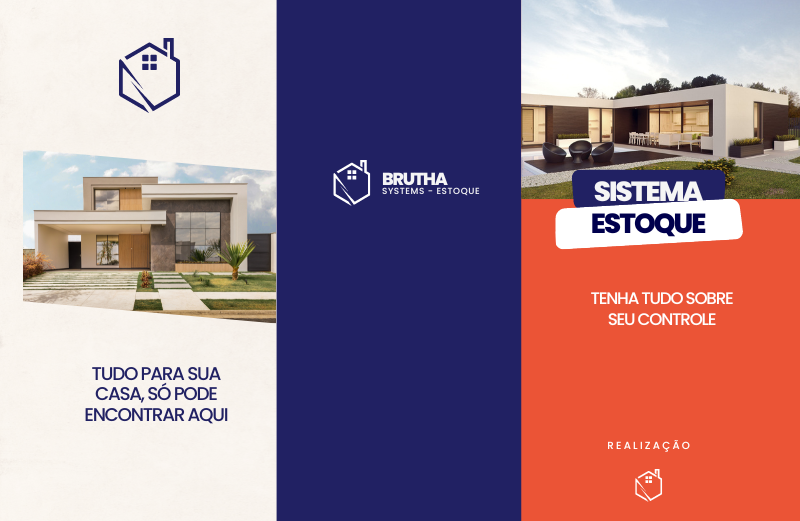 TUDO PARA SUA
CASA, SÓ PODE
ENCONTRAR AQUI
BRUTHA
SYSTEMS - ESTOQUE
SISTEMA
ESTOQUE
TENHA TUDO SOBRE
SEU CONTROLE
REALIZAÇÃO